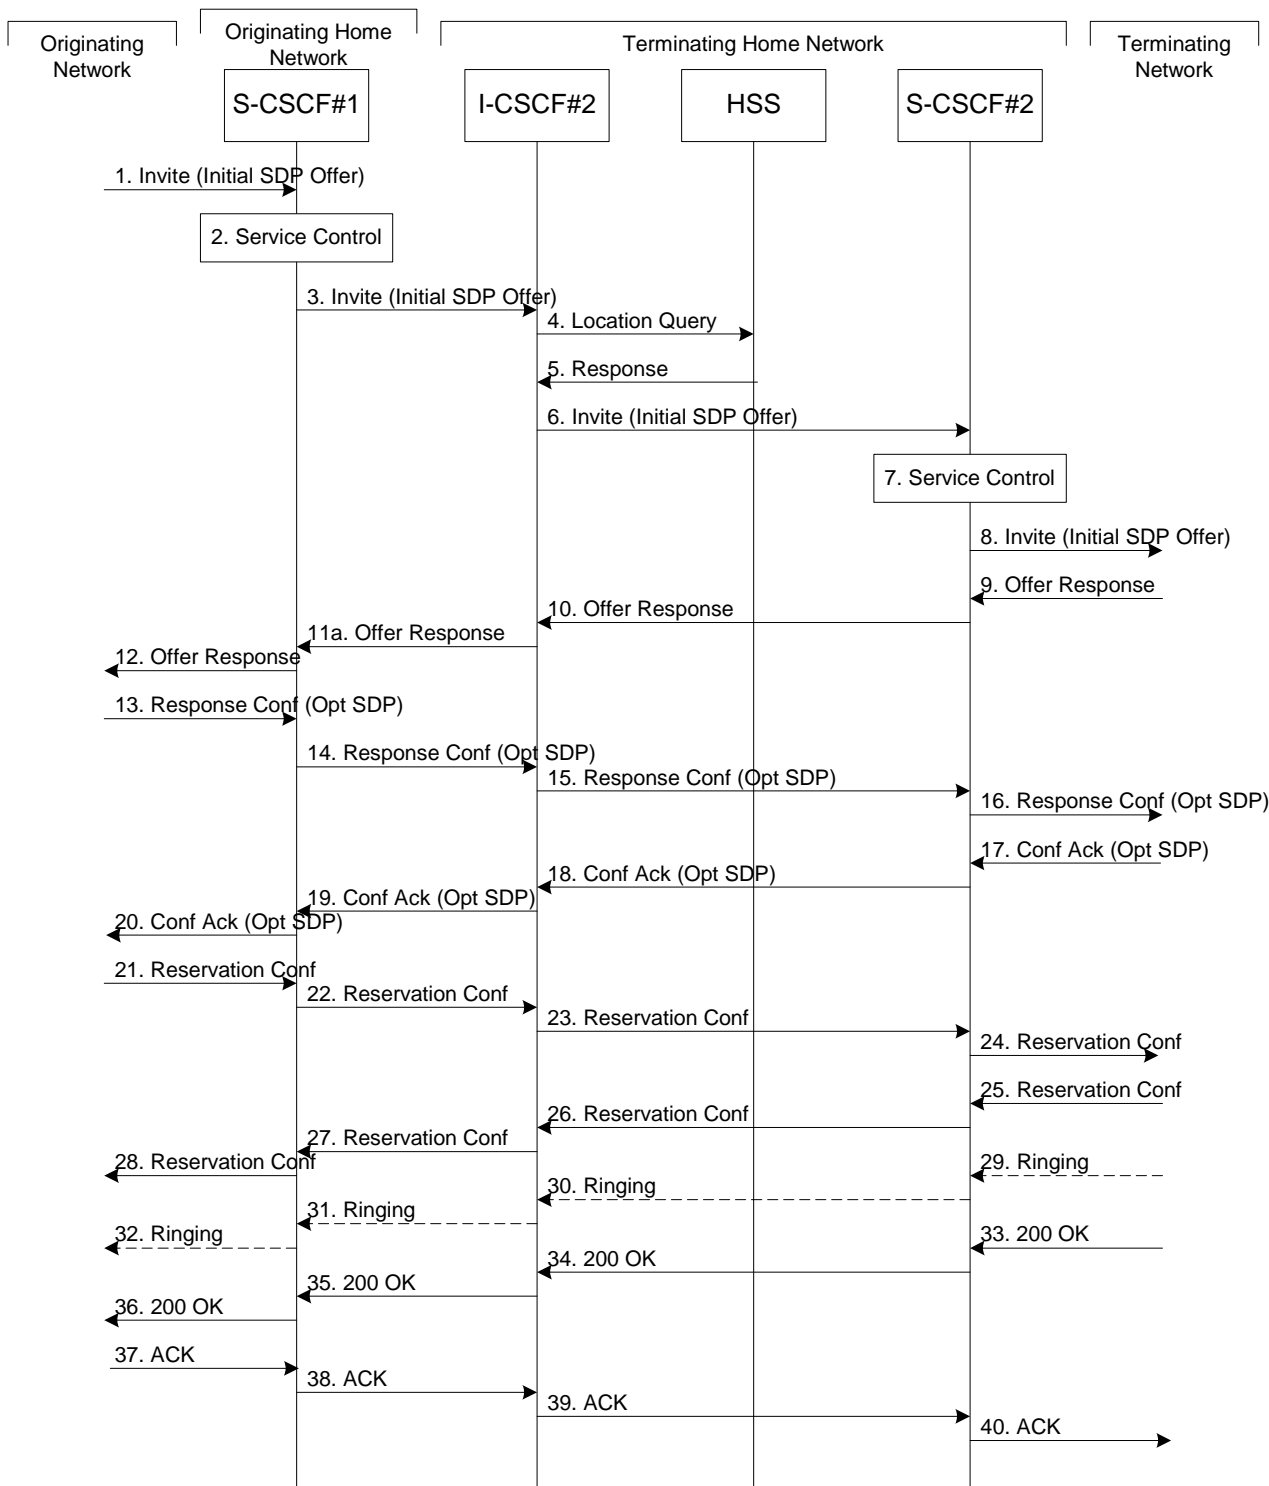 Originating
Network
Originating Home
Network
Terminating Home Network
Terminating
Network
S-CSCF#1
I-CSCF#2
HSS
S-CSCF#2
1. Invite (Initial SDP Offer)
2. Service Control
3. Invite (Initial SDP Offer)
4. Location Query
5. Response
6. Invite (Initial SDP Offer)
7. Service Control
8. Invite (Initial SDP Offer)
9. Offer Response
10. Offer Response
11a. Offer Response
12. Offer Response
13. Response Conf (Opt SDP)
14. Response Conf (Opt SDP)
15. Response Conf (Opt SDP)
16. Response Conf (Opt SDP)
17. Conf Ack (Opt SDP)
18. Conf Ack (Opt SDP)
19. Conf Ack (Opt SDP)
20. Conf Ack (Opt SDP)
21. Reservation Conf
22. Reservation Conf
23. Reservation Conf
24. Reservation Conf
25. Reservation Conf
26. Reservation Conf
27. Reservation Conf
28. Reservation Conf
29. Ringing
30. Ringing
31. Ringing
32. Ringing
33. 200 OK
34. 200 OK
35. 200 OK
36. 200 OK
37. ACK
38. ACK
39. ACK
40. ACK